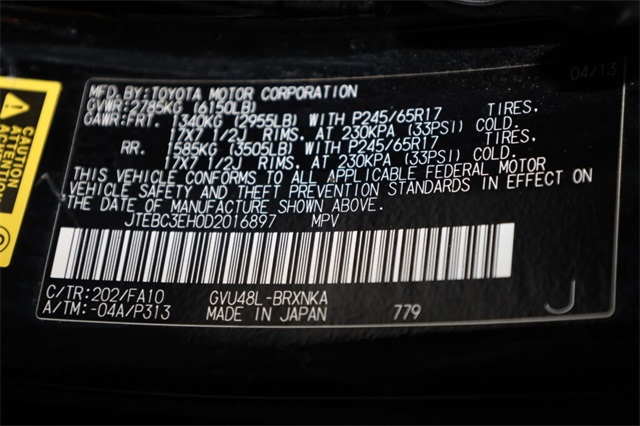 04/13
MFD.BY:TOYOTA MOTOR CORPORATION
GVWR:2785KG (6150LB)
GAWR:FRT. 1340KG (2955LB) WITH P245/65R17 TIRES.
17X7 1/2J RIMS. AT 230KPA (33PSI) COLD.
RR. 1585KG (3505LB) WITH P245/65R17 TIRES.
17X7 1/2J RIMS. AT 230KPA (33PSI) COLD.
THIS VEHICLE CONFORMS TO ALL APPLICABLE FEDERAL MOTOR
VEHICLE SAFETY AND THEFT PREVENTION STANDARDS IN EFFECT ON
THE DATE OF MANUFACTURE SHOWN ABOVE.
JTEBC3EH0D2016897 MPV
C/TR:202/FA10 GVU48L-BRXNKA
A/TM:-04A/P313 MADE IN JAPAN 779 J
CAUTION
ATTENTION